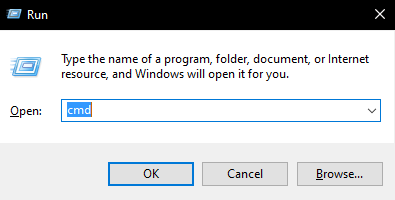 Run
Type the name of a program, folder, document, or Internet
resource, and Windows will open it for you.
Open: cmd
OK Cancel Browse...